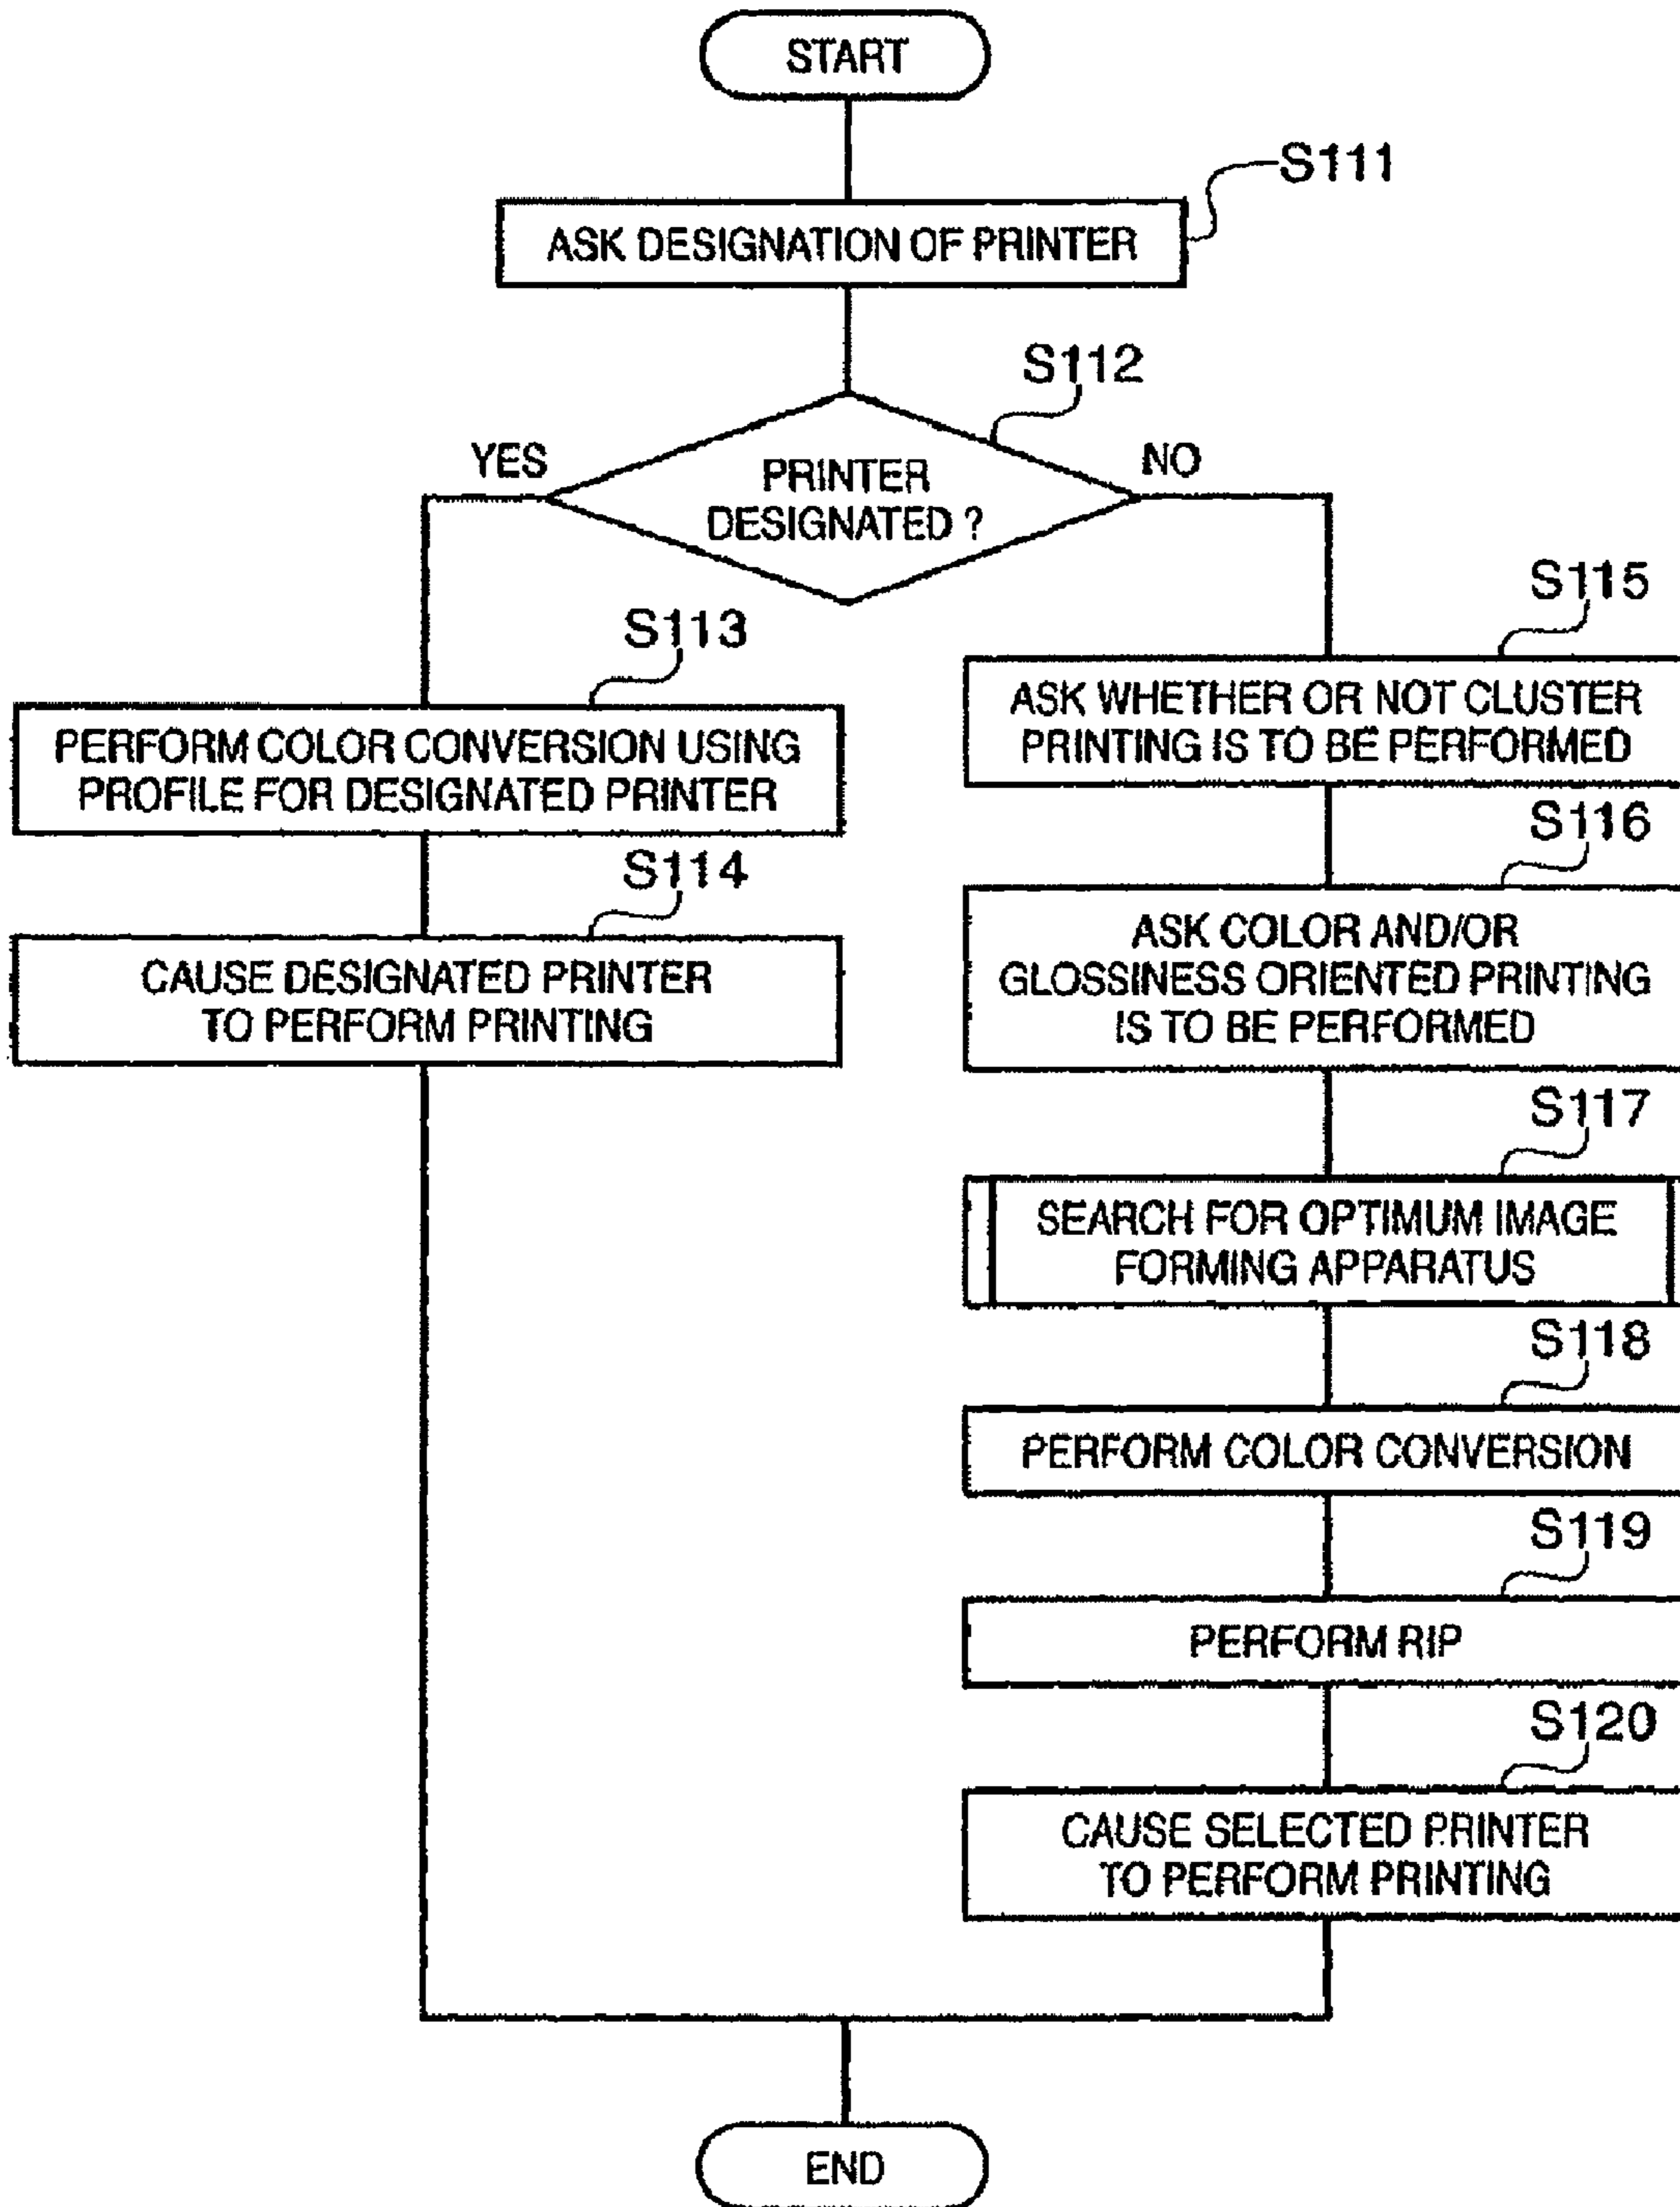 START
S111
ASK DESIGNATION OF PRINTER
S112
YES
NO
PRINTER
DESIGNATED ?
S113
PERFORM COLOR CONVERSION USING
PROFILE FOR DESIGNATED PRINTER
S114
CAUSE DESIGNATED PRINTER
TO PERFORM PRINTING
S115
ASK WHETHER OR NOT CLUSTER
PRINTING IS TO BE PERFORMED
S116
ASK COLOR AND/OR
GLOSSINESS ORIENTED PRINTING
IS TO BE PERFORMED
S117
SEARCH FOR OPTIMUM IMAGE
FORMING APPARATUS
S118
PERFORM COLOR CONVERSION
S119
PERFORM RIP
S120
CAUSE SELECTED PRINTER
TO PERFORM PRINTING
END